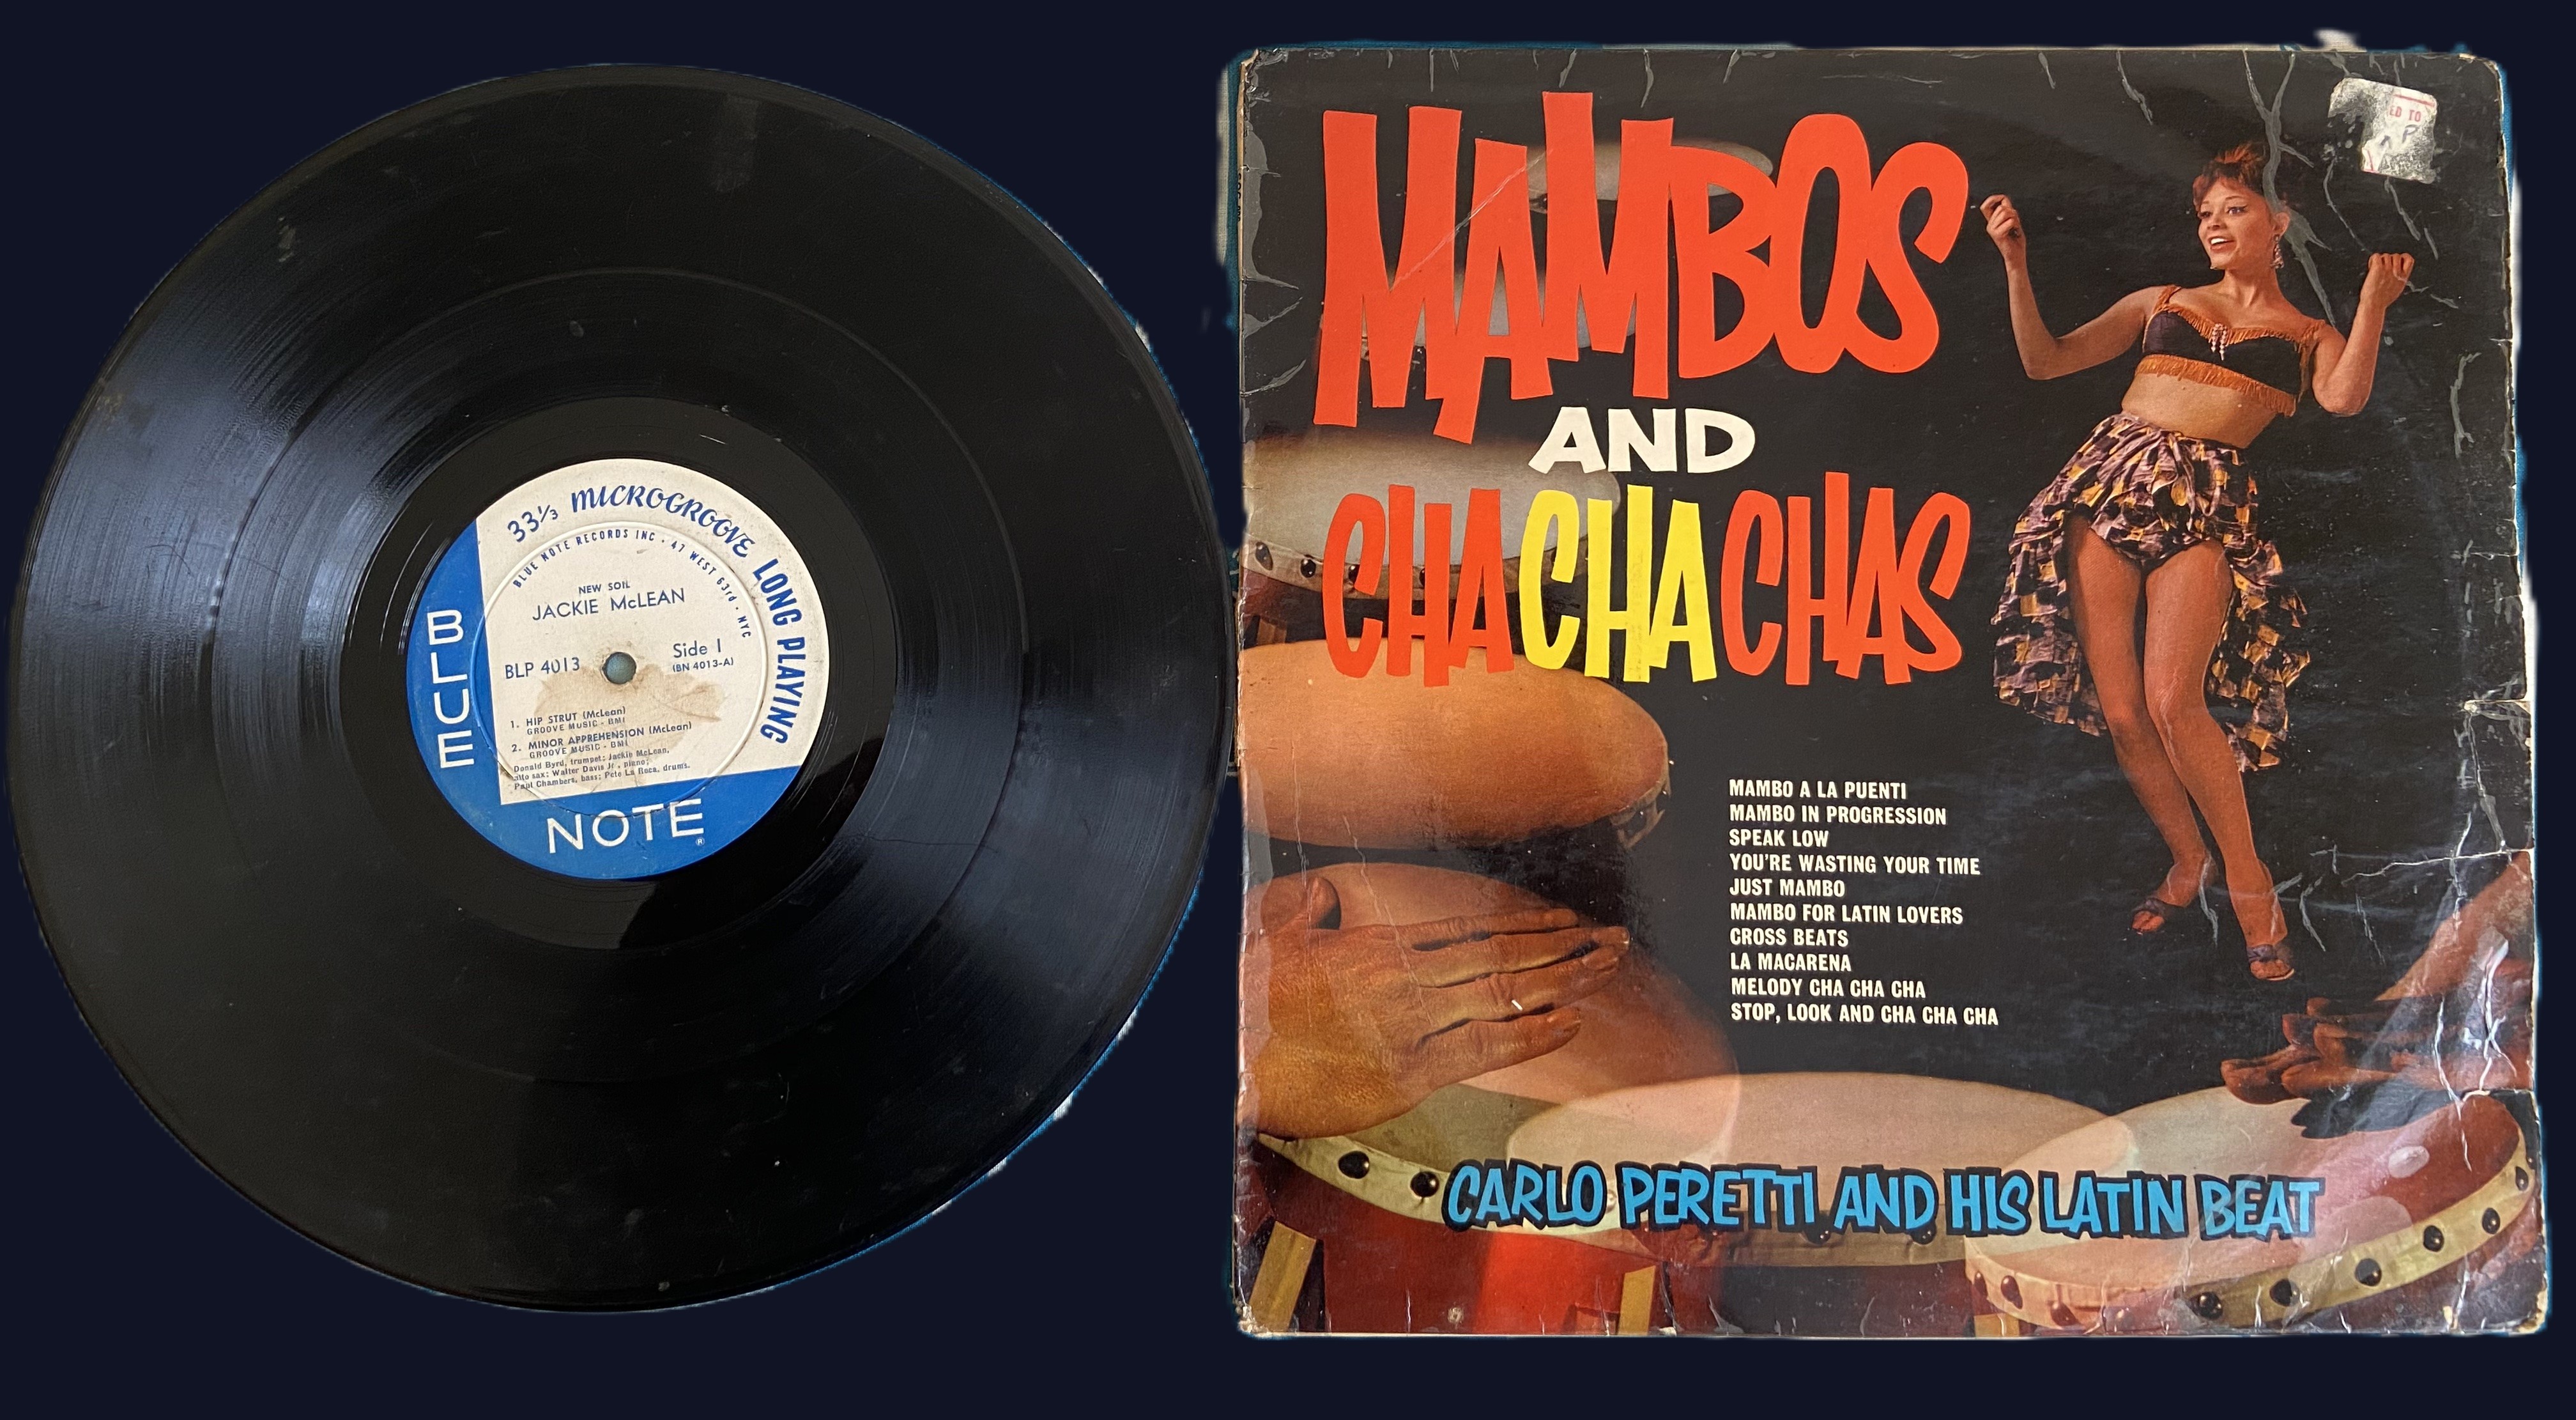 33⅓ MICROGROOVE LONG PLAYING
BLUE NOTE RECORDS INC • 47 WEST 63rd • NYC
NEW SOIL
JACKIE McLEAN
BLP 4013
Side 1
(BN 4013-A)
1. HIP STRUT (McLean)
GROOVE MUSIC - BMI
2. MINOR APPREHENSION (McLean)
GROOVE MUSIC - BMI
Donald Byrd, trumpet; Jackie McLean,
alto sax; Walter Davis Jr., piano;
Paul Chambers, bass; Pete La Roca, drums.
BLUE
NOTE®
MAMBOS
AND
CHACHACHAS
ED TO
P
MAMBO A LA PUENTI
MAMBO IN PROGRESSION
SPEAK LOW
YOU'RE WASTING YOUR TIME
JUST MAMBO
MAMBO FOR LATIN LOVERS
CROSS BEATS
LA MACARENA
MELODY CHA CHA CHA
STOP, LOOK AND CHA CHA CHA
CARLO PERETTI AND HIS LATIN BEAT